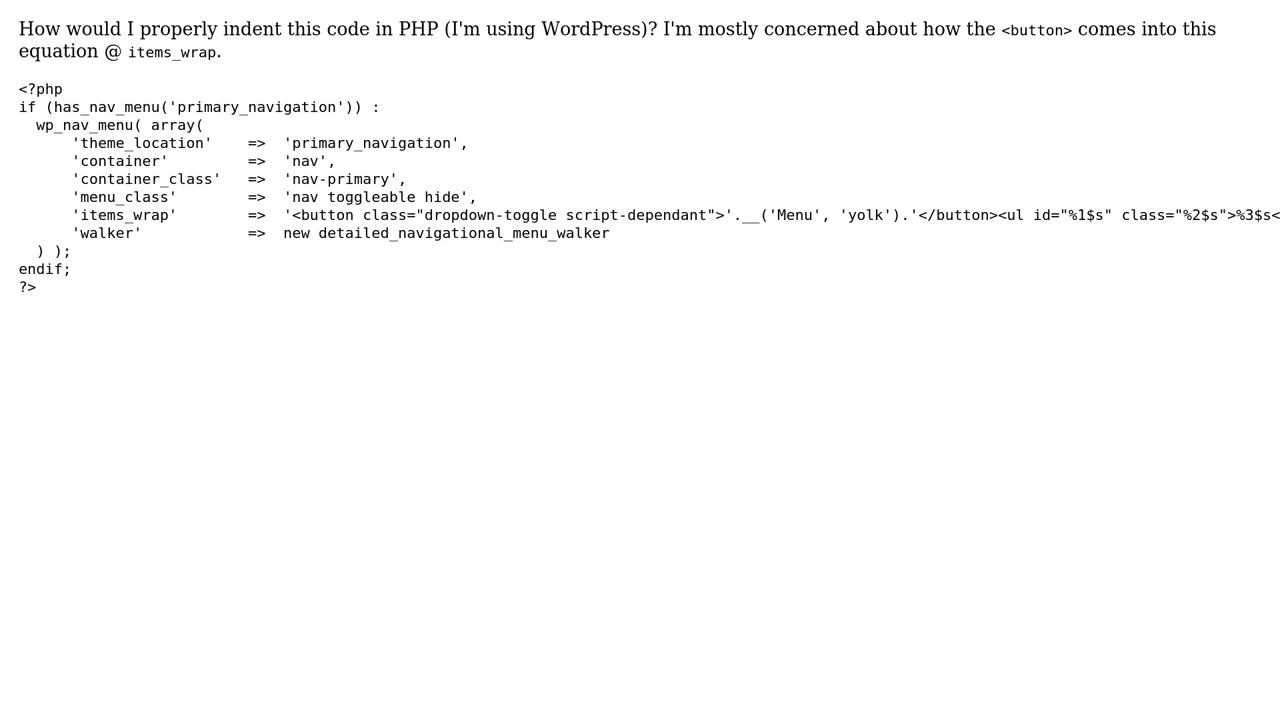 How would I properly indent this code in PHP (I'm using WordPress)? I'm mostly concerned about how the <button> comes into this
equation @ items_wrap.
<?php
if (has_nav_menu('primary_navigation')) :
  wp_nav_menu( array(
      'theme_location'    =>  'primary_navigation',
      'container'         =>  'nav',
      'container_class'   =>  'nav-primary',
      'menu_class'        =>  'nav toggleable hide',
      'items_wrap'        =>  '<button class="dropdown-toggle script-dependant">'.__('Menu', 'yolk').'</button><ul id="%1$s" class="%2$s">%3$s<
      'walker'            =>  new detailed_navigational_menu_walker
  ) );
endif;
?>